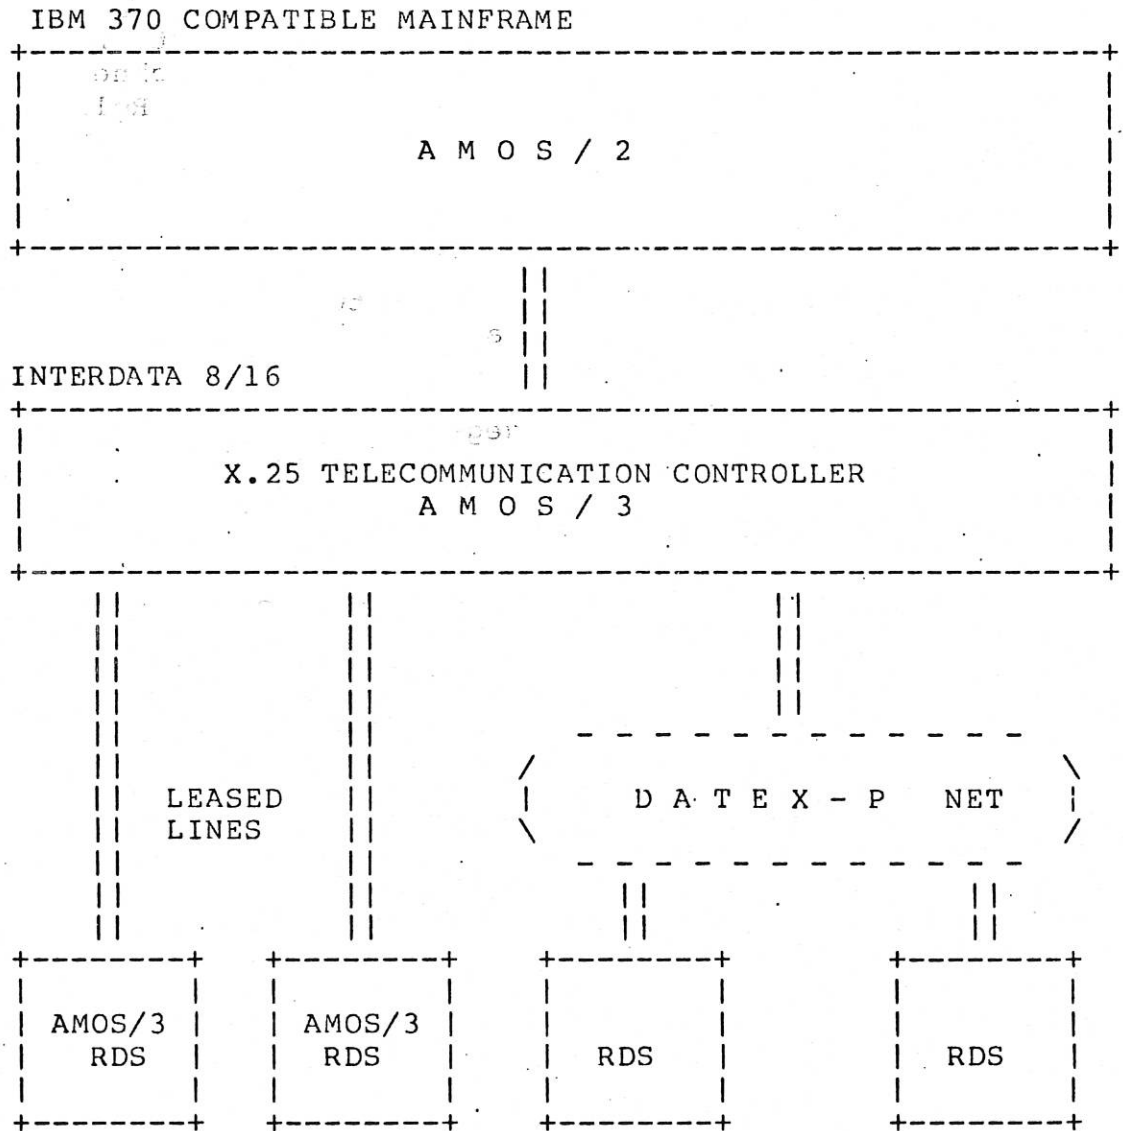 IBM 370 COMPATIBLE MAINFRAME
A M O S / 2
INTERDATA 8/16
X.25 TELECOMMUNICATION CONTROLLER
A M O S / 3
LEASED
LINES
D A T E X - P NET
AMOS/3
RDS
AMOS/3
RDS
RDS
RDS